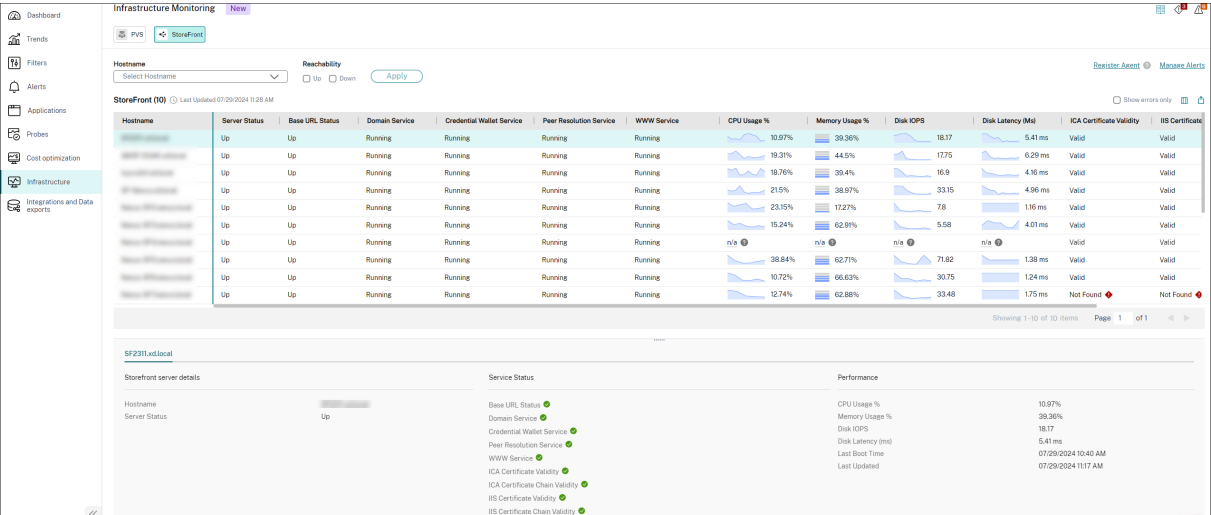 Dashboard
Trends
Filters
Alerts
Applications
Probes
Cost optimization
Infrastructure
Integrations and Data
exports
Infrastructure Monitoring New
PVS StoreFront
Hostname Reachability
Select Hostname Up Down Apply
Register Agent Manage Alerts
StoreFront (10) Last Updated 07/29/2024 11:28 AM Show errors only
Hostname Server Status Base URL Status Domain Service Credential Wallet Service Peer Resolution Service WWW Service CPU Usage % Memory Usage % Disk IOPS Disk Latency (Ms) ICA Certificate Validity IIS Certificate
Up Up Running Running Running Running 10.97% 39.36% 18.17 5.41 ms Valid Valid
Up Up Running Running Running Running 19.31% 44.5% 17.75 6.29 ms Valid Valid
Up Up Running Running Running Running 18.76% 39.4% 16.9 4.16 ms Valid Valid
Up Up Running Running Running Running 21.5% 38.97% 33.15 4.96 ms Valid Valid
Up Up Running Running Running Running 23.15% 17.27% 7.8 1.16 ms Valid Valid
Up Up Running Running Running Running 15.24% 62.91% 5.58 4.01 ms Valid Valid
Up Up Running Running Running Running n/a n/a n/a n/a Valid Valid
Up Up Running Running Running Running 38.84% 62.71% 71.82 1.38 ms Valid Valid
Up Up Running Running Running Running 10.72% 66.63% 30.75 1.24 ms Valid Valid
Up Up Running Running Running Running 12.74% 62.88% 33.48 1.75 ms Not Found Not Found
Showing 1-10 of 10 items Page 1 of 1
SF2311.xd.local
Storefront server details
Hostname
Server Status Up
Service Status
Base URL Status
Domain Service
Credential Wallet Service
Peer Resolution Service
WWW Service
ICA Certificate Validity
ICA Certificate Chain Validity
IIS Certificate Validity
IIS Certificate Chain Validity
Performance
CPU Usage % 10.97%
Memory Usage % 39.36%
Disk IOPS 18.17
Disk Latency (ms) 5.41 ms
Last Boot Time 07/29/2024 10:40 AM
Last Updated 07/29/2024 11:17 AM